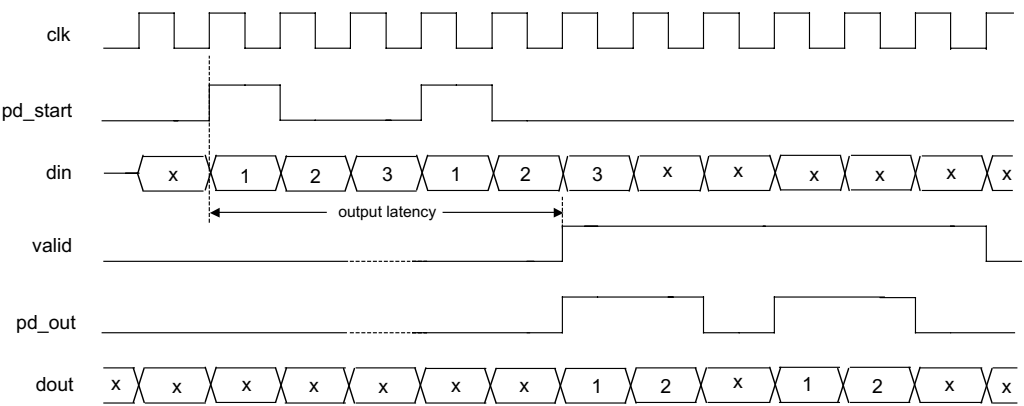 clk
pd_start
din x 1 2 3 1 2 3 x x x x x x
output latency
valid
pd_out
dout x x x x x x x 1 2 x 1 2 x x